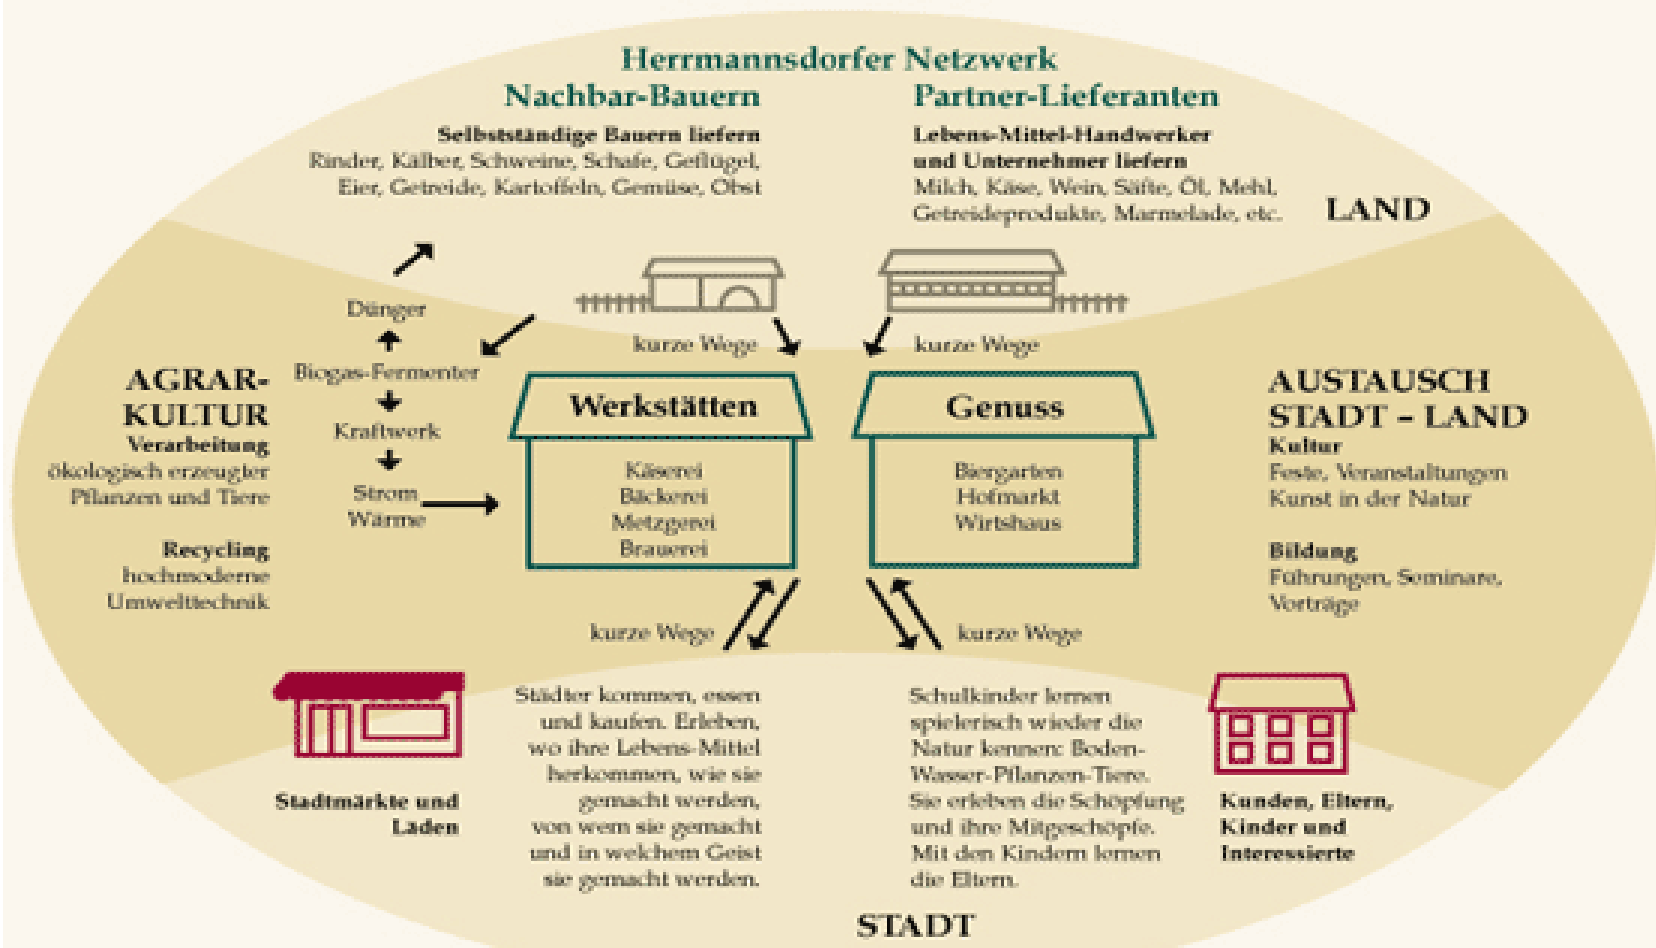 Herrmannsdorfer Netzwerk
Nachbar-Bauern
Selbstständige Bauern liefern
Rinder, Kälber, Schweine, Schafe, Geflügel,
Eier, Getreide, Kartoffeln, Gemüse, Obst
Partner-Lieferanten
Lebens-Mittel-Handwerker
und Unternehmer liefern
Milch, Käse, Wein, Säfte, Öl, Mehl,
Getreideprodukte, Marmelade, etc.
LAND
kurze Wege
kurze Wege
AGRAR-
KULTUR
Verarbeitung
ökologisch erzeugter
Pflanzen und Tiere
Recycling
hochmoderne
Umwelttechnik
Dünger
Biogas-Fermenter
Kraftwerk
Strom
Wärme
Werkstätten
Käserei
Bäckerei
Metzgerei
Brauerei
Genuss
Biergarten
Hofmarkt
Wirtshaus
AUSTAUSCH
STADT – LAND
Kultur
Feste, Veranstaltungen
Kunst in der Natur
Bildung
Führungen, Seminare,
Vorträge
kurze Wege
kurze Wege
Stadtmärkte und
Läden
Städter kommen, essen
und kaufen. Erleben,
wo ihre Lebens-Mittel
herkommen, wie sie
gemacht werden,
von wem sie gemacht
und in welchem Geist
sie gemacht werden.
Schulkinder lernen
spielerisch wieder die
Natur kennen: Boden-
Wasser-Pflanzen-Tiere.
Sie erleben die Schöpfung
und ihre Mitgeschöpfe.
Mit den Kindern lernen
die Eltern.
Kunden, Eltern,
Kinder und
Interessierte
STADT